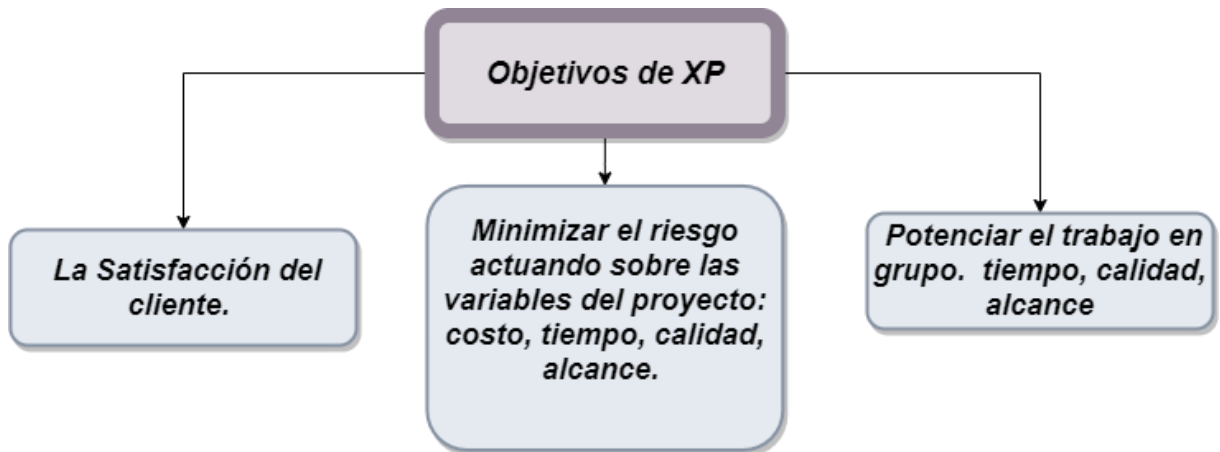 Objetivos de XP
La Satisfacción del
cliente.
Minimizar el riesgo
actuando sobre las
variables del proyecto:
costo, tiempo, calidad,
alcance.
Potenciar el trabajo en
grupo. tiempo, calidad,
alcance